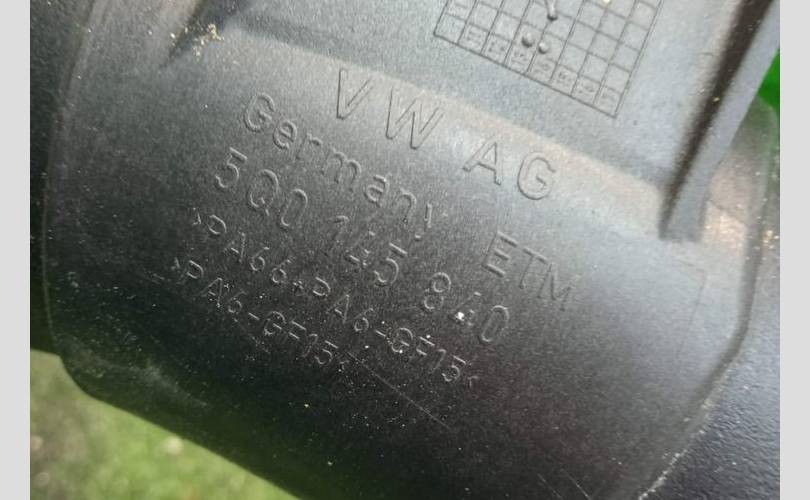 VW AG
Germany ETM
5Q0 145 840
>PA66+PA6-GF15<
>PA6-GF15<